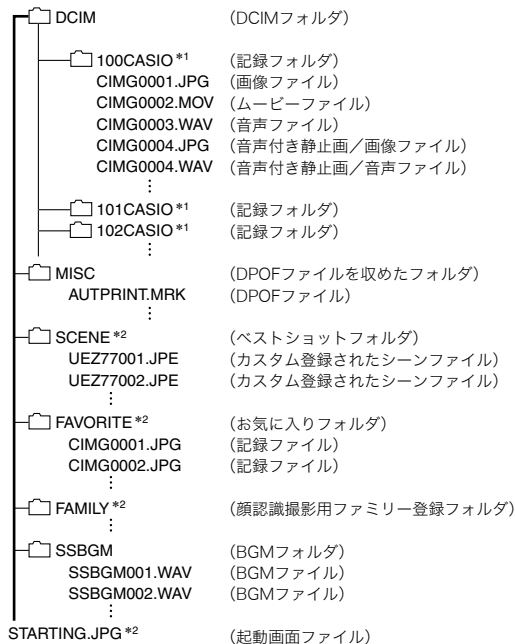 DCIM （DCIMフォルダ）
100CASIO *1 （記録フォルダ）
CIMG0001.JPG （画像ファイル）
CIMG0002.MOV （ムービーファイル）
CIMG0003.WAV （音声ファイル）
CIMG0004.JPG （音声付き静止画／画像ファイル）
CIMG0004.WAV （音声付き静止画／音声ファイル）
⋮
101CASIO *1 （記録フォルダ）
102CASIO *1 （記録フォルダ）
⋮
MISC （DPOFファイルを収めたフォルダ）
AUTPRINT.MRK （DPOFファイル）
⋮
SCENE *2 （ベストショットフォルダ）
UEZ77001.JPE （カスタム登録されたシーンファイル）
UEZ77002.JPE （カスタム登録されたシーンファイル）
⋮
FAVORITE *2 （お気に入りフォルダ）
CIMG0001.JPG （記録ファイル）
CIMG0002.JPG （記録ファイル）
⋮
FAMILY *2 （顔認識撮影用ファミリー登録フォルダ）
⋮
SSBGM （BGMフォルダ）
SSBGM001.WAV （BGMファイル）
SSBGM002.WAV （BGMファイル）
⋮
STARTING.JPG *2 （起動画面ファイル）